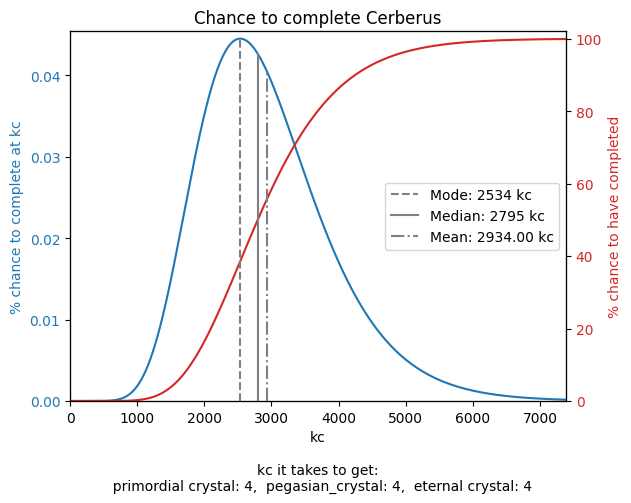 Chance to complete Cerberus
% chance to complete at kc
0.04
0.03
0.02
0.01
0.00
100
80
60
40
20
0
% chance to have completed
Mode: 2534 kc
Median: 2795 kc
Mean: 2934.00 kc
0 1000 2000 3000 4000 5000 6000 7000
kc
kc it takes to get:
primordial crystal: 4, pegasian_crystal: 4, eternal crystal: 4